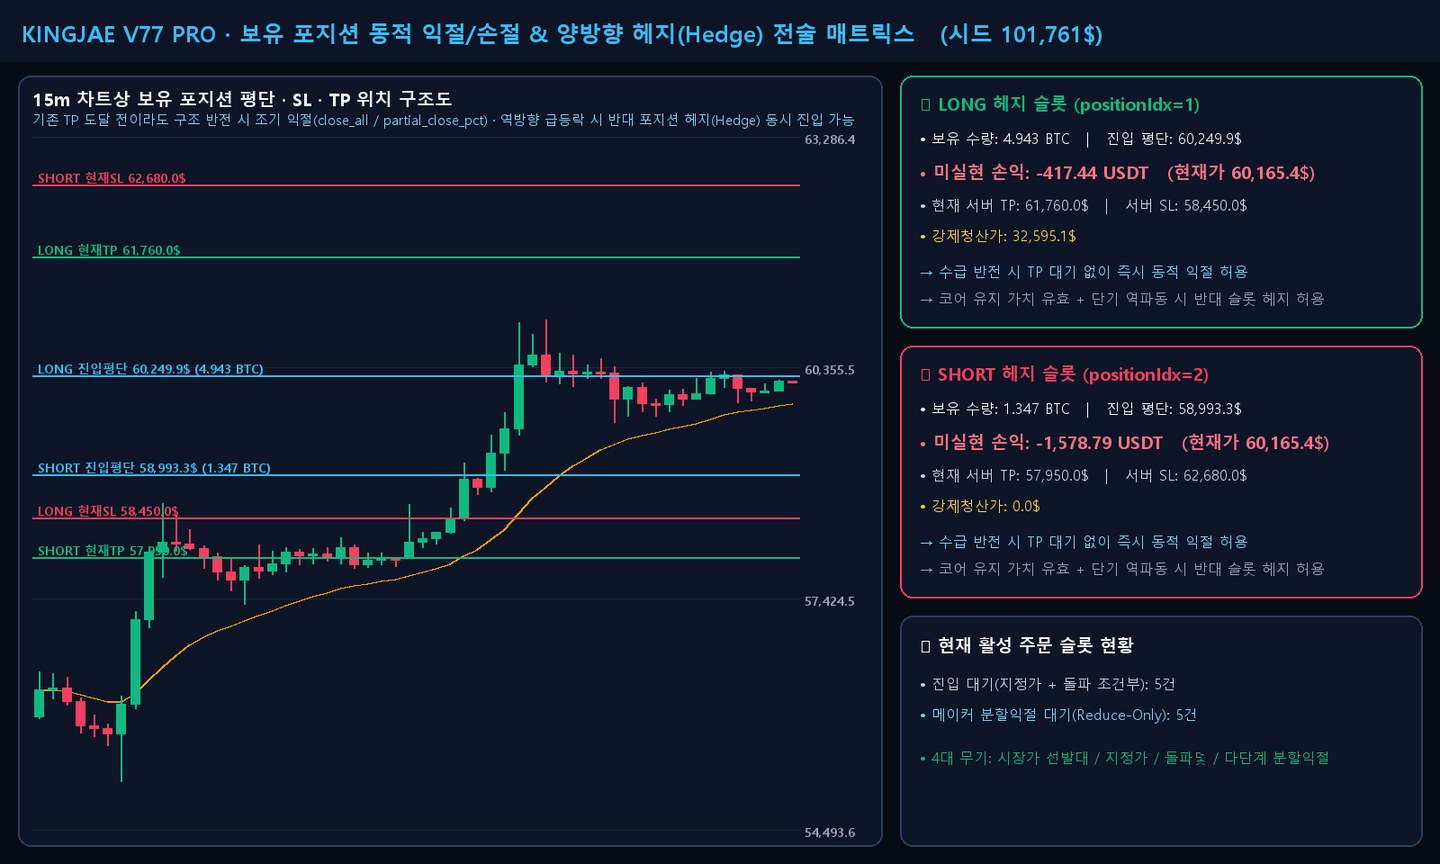 KINGJAE V77 PRO · 보유 포지션 동적 익절/손절 & 양방향 헤지(Hedge) 전술 매트릭스 (시드 101,761$)
15m 차트상 보유 포지션 평단 · SL · TP 위치 구조도
기존 TP 도달 전이라도 구조 반전 시 조기 익절(close_all / partial_close_pct) · 역방향 급등락 시 반대 포지션 헤지(Hedge) 동시 진입 가능
63,286.4
SHORT 현재SL 62,680.0$
LONG 현재TP 61,760.0$
LONG 진입평단 60,249.9$ (4.943 BTC)
60,355.5
SHORT 진입평단 58,993.3$ (1.347 BTC)
LONG 현재SL 58,450.0$
SHORT 현재TP 57,950.0$
57,424.5
54,493.6
LONG 헤지 슬롯 (positionIdx=1)
• 보유 수량: 4.943 BTC | 진입 평단: 60,249.9$
• 미실현 손익: -417.44 USDT (현재가 60,165.4$)
• 현재 서버 TP: 61,760.0$ | 서버 SL: 58,450.0$
• 강제청산가: 32,595.1$
→ 수급 반전 시 TP 대기 없이 즉시 동적 익절 허용
→ 코어 유지 가치 유효 + 단기 역파동 시 반대 슬롯 헤지 허용
SHORT 헤지 슬롯 (positionIdx=2)
• 보유 수량: 1.347 BTC | 진입 평단: 58,993.3$
• 미실현 손익: -1,578.79 USDT (현재가 60,165.4$)
• 현재 서버 TP: 57,950.0$ | 서버 SL: 62,680.0$
• 강제청산가: 0.0$
→ 수급 반전 시 TP 대기 없이 즉시 동적 익절 허용
→ 코어 유지 가치 유효 + 단기 역파동 시 반대 슬롯 헤지 허용
현재 활성 주문 슬롯 현황
• 진입 대기(지정가 + 돌파 조건부): 5건
• 메이커 분할익절 대기(Reduce-Only): 5건
• 4대 무기: 시장가 선발대 / 지정가 / 돌파덫 / 다단계 분할익절